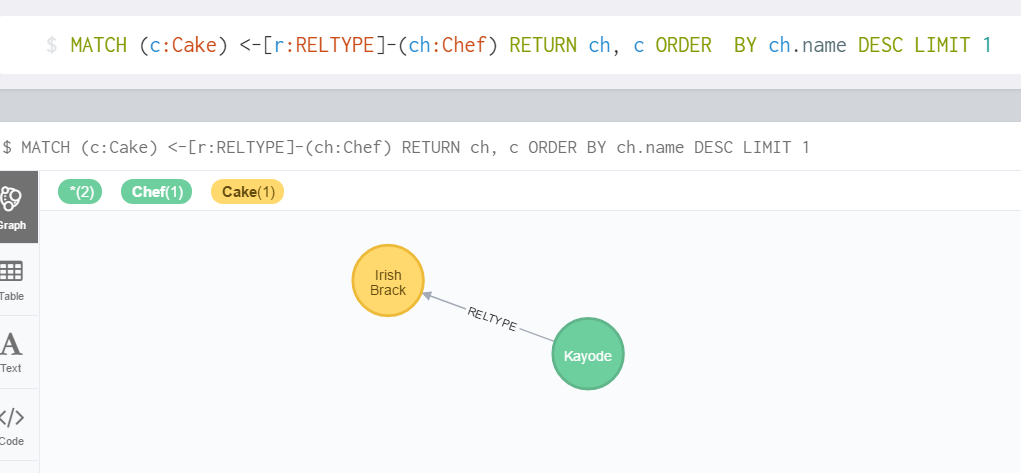 $ MATCH (c:Cake) <-[r:RELTYPE]-(ch:Chef) RETURN ch, c ORDER  BY ch.name DESC LIMIT 1
$ MATCH (c:Cake) <-[r:RELTYPE]-(ch:Chef) RETURN ch, c ORDER BY ch.name DESC LIMIT 1
*(2) Chef(1) Cake(1)
Graph
Irish
Brack
Table
RELTYPE
Kayode
A
Text
</>
Code